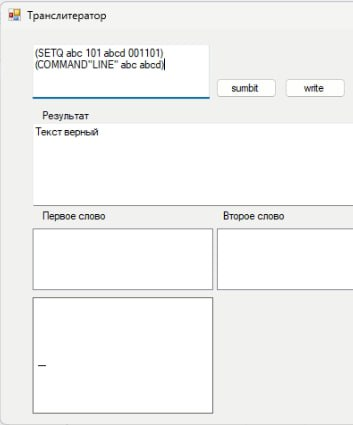 Транслитератор
(SETQ abc 101 abcd 001101)
(COMMAND"LINE" abc abcd)
sumbit write
Результат
Текст верный
Первое слово Второе слово